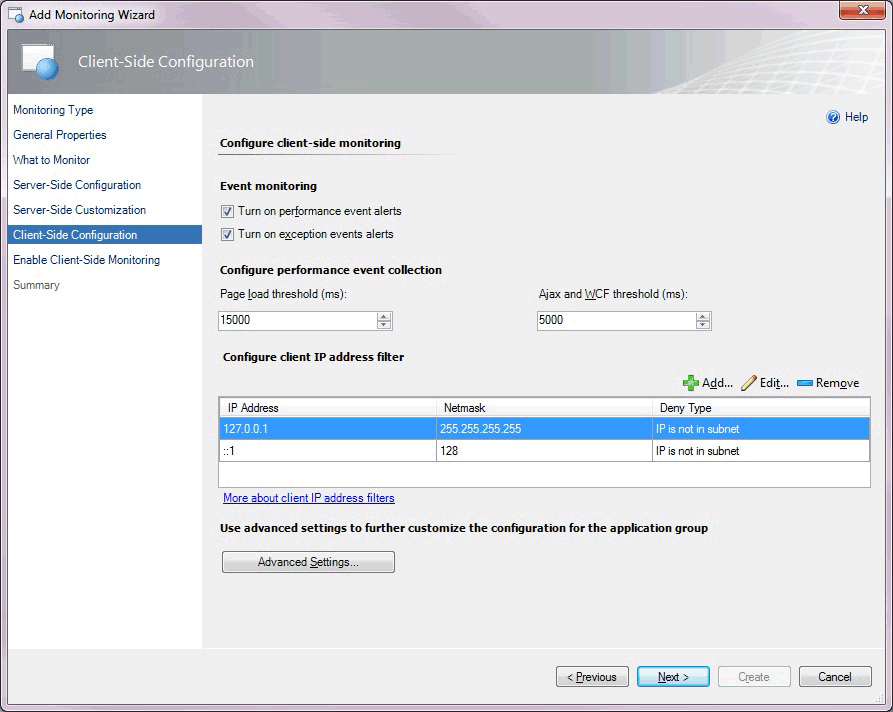 Add Monitoring Wizard
Client-Side Configuration
Monitoring Type
General Properties
What to Monitor
Server-Side Configuration
Server-Side Customization
Client-Side Configuration
Enable Client-Side Monitoring
Summary
Help
Configure client-side monitoring
Event monitoring
Turn on performance event alerts
Turn on exception events alerts
Configure performance event collection
Page load threshold (ms): Ajax and WCF threshold (ms):
15000 5000
Configure client IP address filter
Add... Edit... Remove
IP Address Netmask Deny Type
127.0.0.1 255.255.255.255 IP is not in subnet
::1 128 IP is not in subnet
More about client IP address filters
Use advanced settings to further customize the configuration for the application group
Advanced Settings...
< Previous Next > Create Cancel